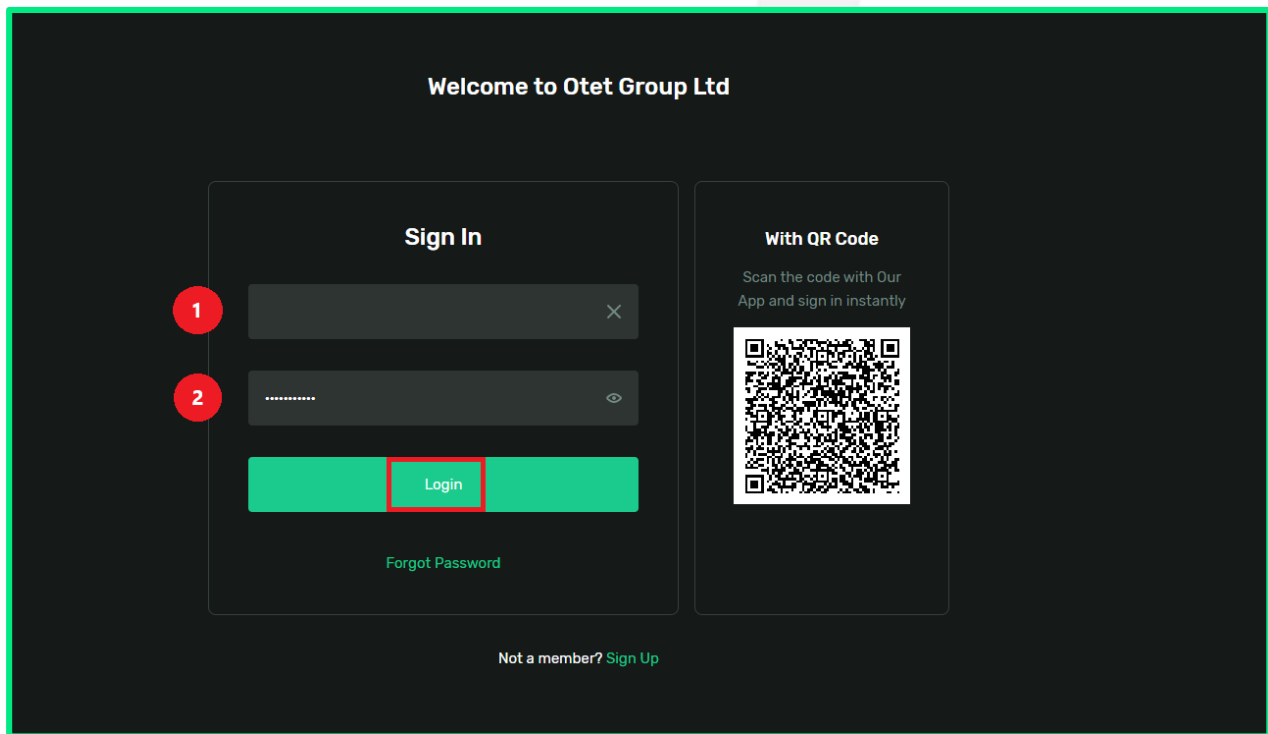 Welcome to Otet Group Ltd
Sign In
1
2
Login
Forgot Password
With QR Code
Scan the code with Our
App and sign in instantly
Not a member? Sign Up